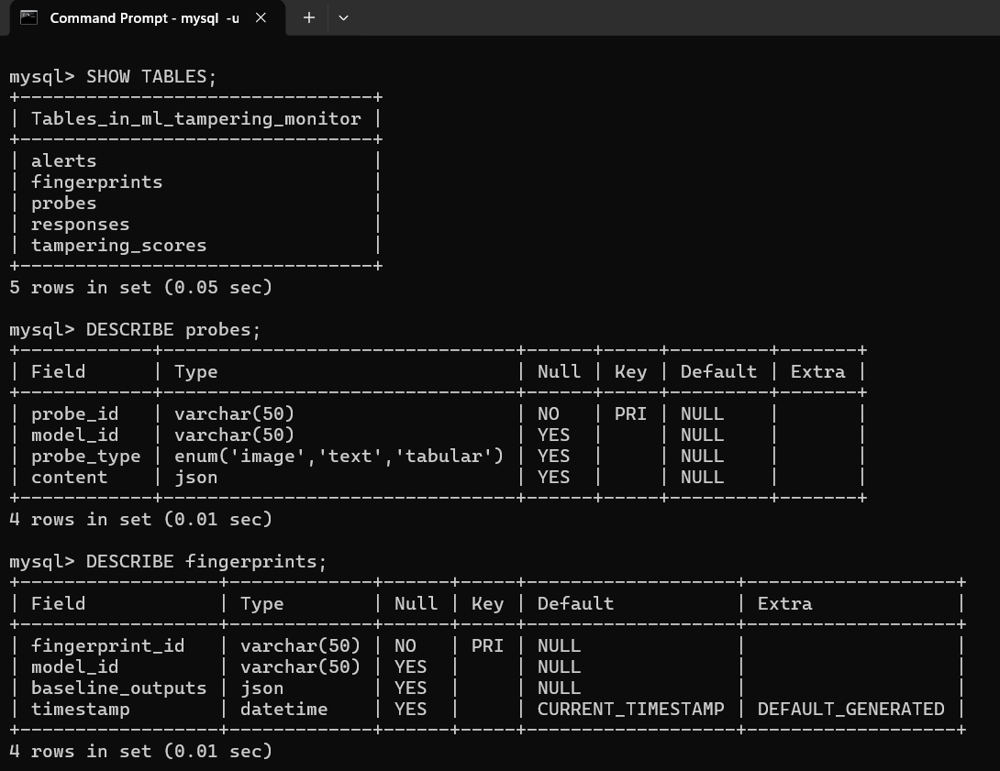 Command Prompt - mysql  -u
mysql> SHOW TABLES;
+--------------------------------+
| Tables_in_ml_tampering_monitor |
+--------------------------------+
| alerts                         |
| fingerprints                   |
| probes                         |
| responses                      |
| tampering_scores               |
+--------------------------------+
5 rows in set (0.05 sec)
mysql> DESCRIBE probes;
+------------+--------------------------------+------+-----+---------+-------+
| Field      | Type                           | Null | Key | Default | Extra |
+------------+--------------------------------+------+-----+---------+-------+
| probe_id   | varchar(50)                    | NO   | PRI | NULL    |       |
| model_id   | varchar(50)                    | YES  |     | NULL    |       |
| probe_type | enum('image','text','tabular') | YES  |     | NULL    |       |
| content    | json                           | YES  |     | NULL    |       |
+------------+--------------------------------+------+-----+---------+-------+
4 rows in set (0.01 sec)
mysql> DESCRIBE fingerprints;
+------------------+-------------+------+-----+-------------------+-------------------+
| Field            | Type        | Null | Key | Default           | Extra             |
+------------------+-------------+------+-----+-------------------+-------------------+
| fingerprint_id   | varchar(50) | NO   | PRI | NULL              |                   |
| model_id         | varchar(50) | YES  |     | NULL              |                   |
| baseline_outputs | json        | YES  |     | NULL              |                   |
| timestamp        | datetime    | YES  |     | CURRENT_TIMESTAMP | DEFAULT_GENERATED |
+------------------+-------------+------+-----+-------------------+-------------------+
4 rows in set (0.01 sec)